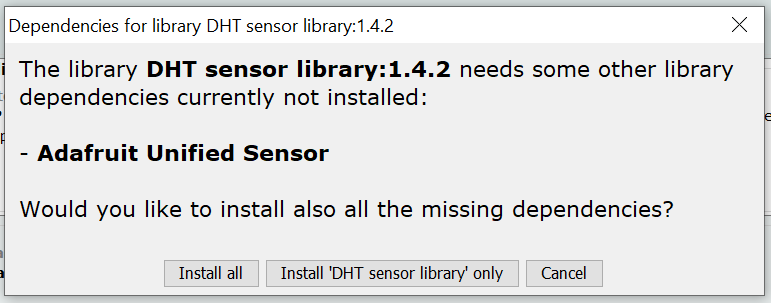 Dependencies for library DHT sensor library:1.4.2
The library DHT sensor library:1.4.2 needs some other library
dependencies currently not installed:
- Adafruit Unified Sensor
Would you like to install also all the missing dependencies?
Install all
Install 'DHT sensor library' only
Cancel